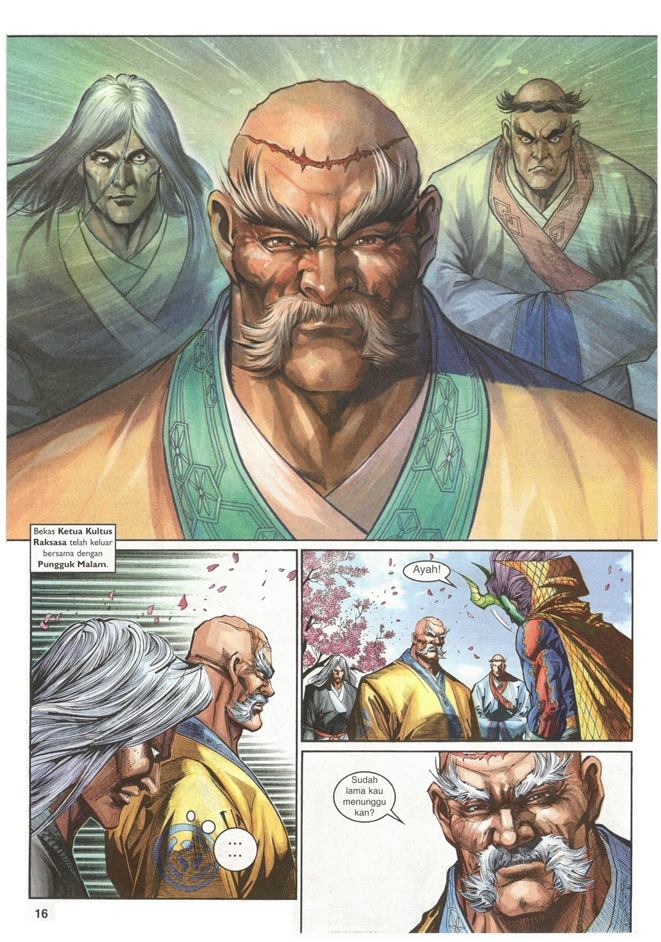 Bekas Ketua Kultus
Raksasa telah keluar
bersama dengan
Pungguk Malam.
Ayah!
...
...
Sudah
lama kau
menunggu
kan?
16